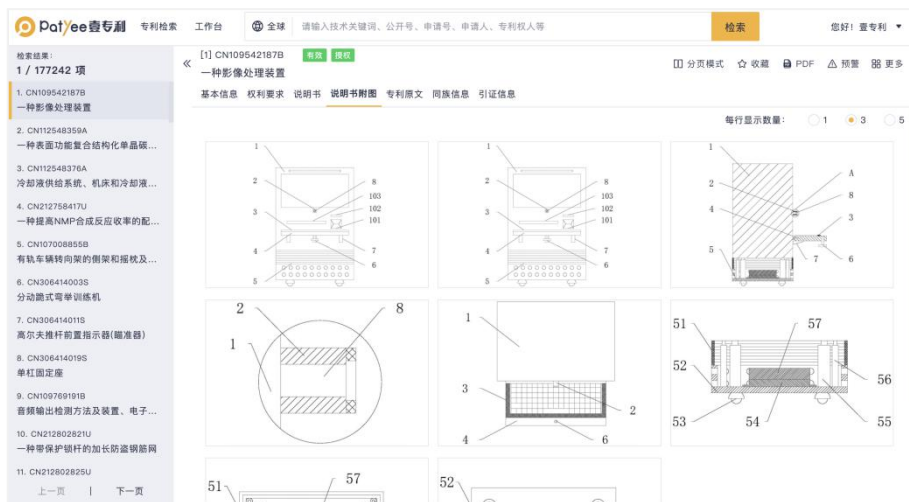 Patyee壹专利 专利检索 工作台 全球 请输入技术关键词、公开号、申请号、申请人、专利权人等 检索 您好！壹专利
检索结果：
1 / 177242 项
1. CN109542187B
一种影像处理装置
2. CN112548359A
一种表面功能复合结构化单晶碳...
3. CN112548376A
冷却液供给系统、机床和冷却液...
4. CN212758417U
一种提高NMP合成反应收率的配...
5. CN107008855B
有轨车辆转向架的侧架和摇枕及...
6. CN306414003S
分动跪式弯举训练机
7. CN306414011S
高尔夫推杆前置指示器(瞄准器)
8. CN306414019S
单杠固定座
9. CN109769191B
音频输出检测方法及装置、电子...
10. CN212802821U
一种带保护锁杆的加长防盗钢筋网
11. CN212802825U
上一页 | 下一页
[1] CN109542187B 有效 授权
一种影像处理装置
分页模式 收藏 PDF 预警 88 更多
基本信息 权利要求 说明书 说明书附图 专利原文 同族信息 引证信息
每行显示数量： 1 3 5
1
2
3
4
5
8
103
102
101
7
6
1
2
3
4
5
8
103
102
101
7
6
1
2
4
5
A
8
3
7
6
2
8
1
1
3
4
2
6
51
57
52
56
53
54
55
51
57
52